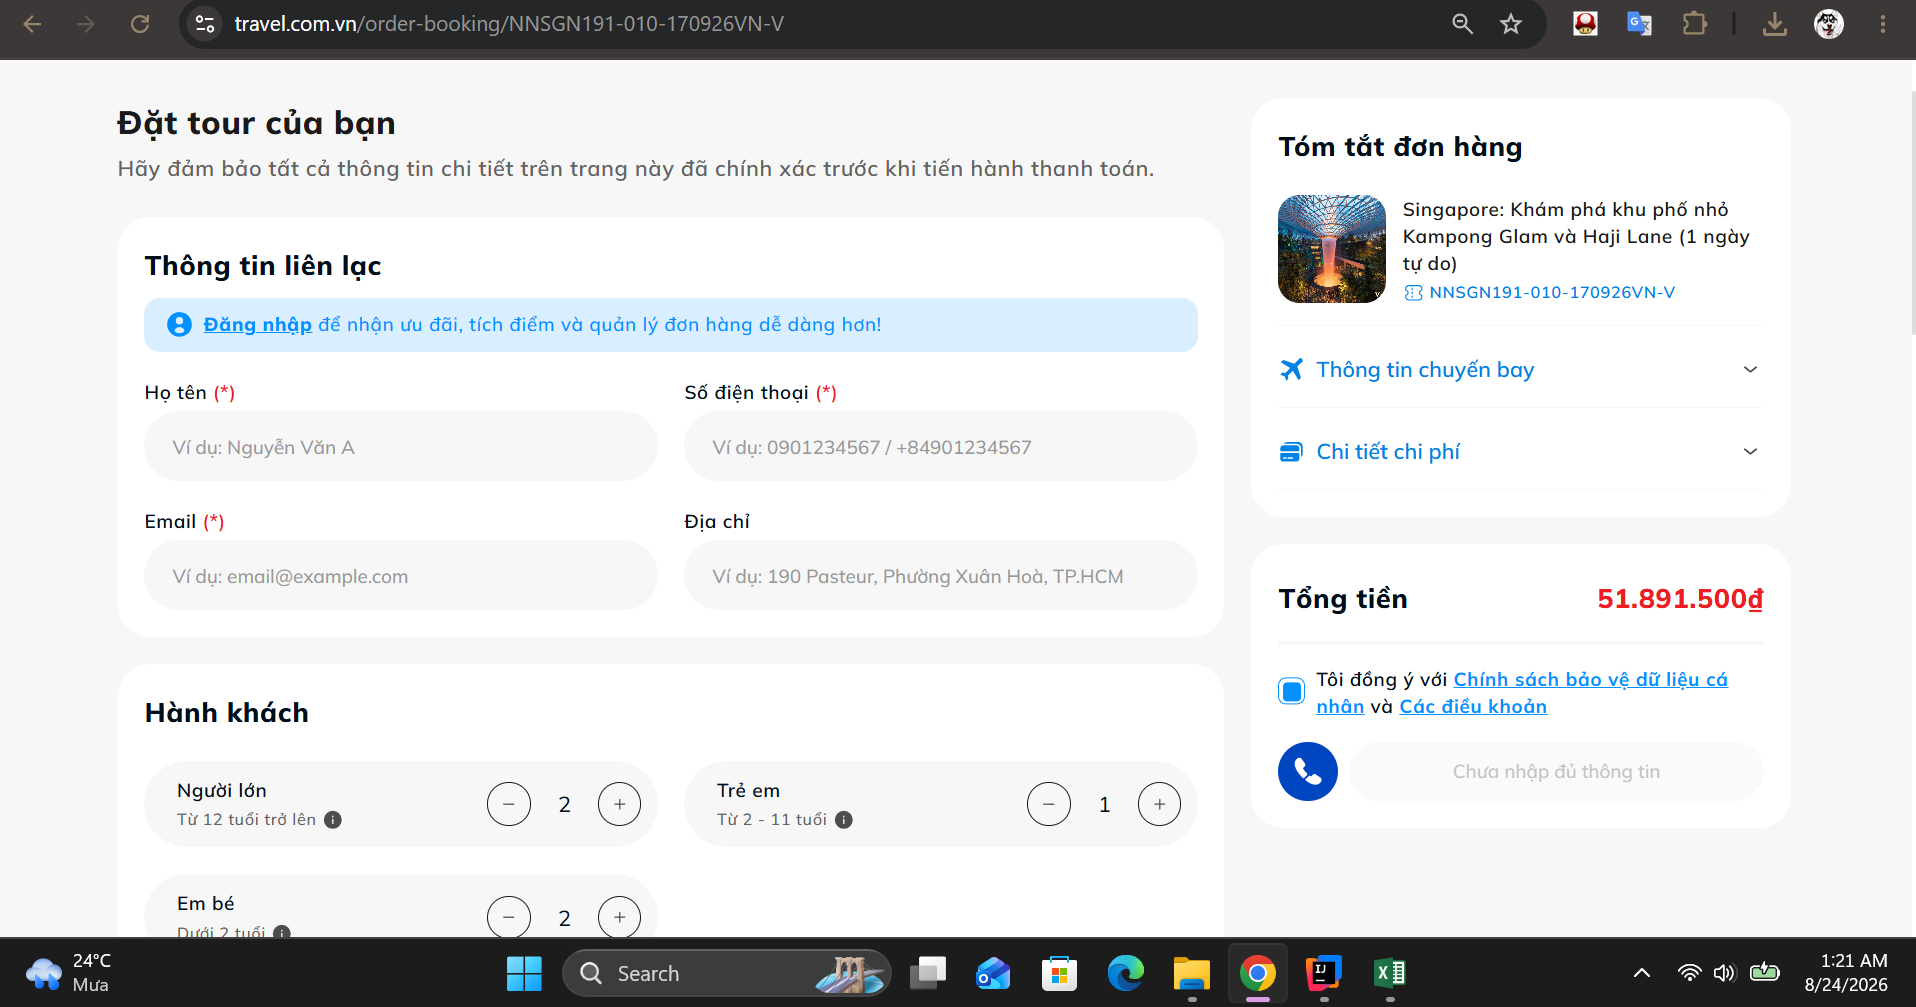 travel.com.vn/order-booking/NNSGN191-010-170926VN-V
Đặt tour của bạn
Hãy đảm bảo tất cả thông tin chi tiết trên trang này đã chính xác trước khi tiến hành thanh toán.
Thông tin liên lạc
Đăng nhập để nhận ưu đãi, tích điểm và quản lý đơn hàng dễ dàng hơn!
Họ tên (*)
Số điện thoại (*)
Ví dụ: Nguyễn Văn A
Ví dụ: 0901234567 / +84901234567
Email (*)
Địa chỉ
Ví dụ: email@example.com
Ví dụ: 190 Pasteur, Phường Xuân Hoà, TP.HCM
Hành khách
Người lớn
Từ 12 tuổi trở lên
2
Trẻ em
Từ 2 - 11 tuổi
1
Em bé
Dưới 2 tuổi
2
Tóm tắt đơn hàng
Singapore: Khám phá khu phố nhỏ
Kampong Glam và Haji Lane (1 ngày
tự do)
NNSGN191-010-170926VN-V
Thông tin chuyến bay
Chi tiết chi phí
Tổng tiền
51.891.500₫
Tôi đồng ý với Chính sách bảo vệ dữ liệu cá
nhân và Các điều khoản
Chưa nhập đủ thông tin
24°C
Mưa
Search
1:21 AM
8/24/2026